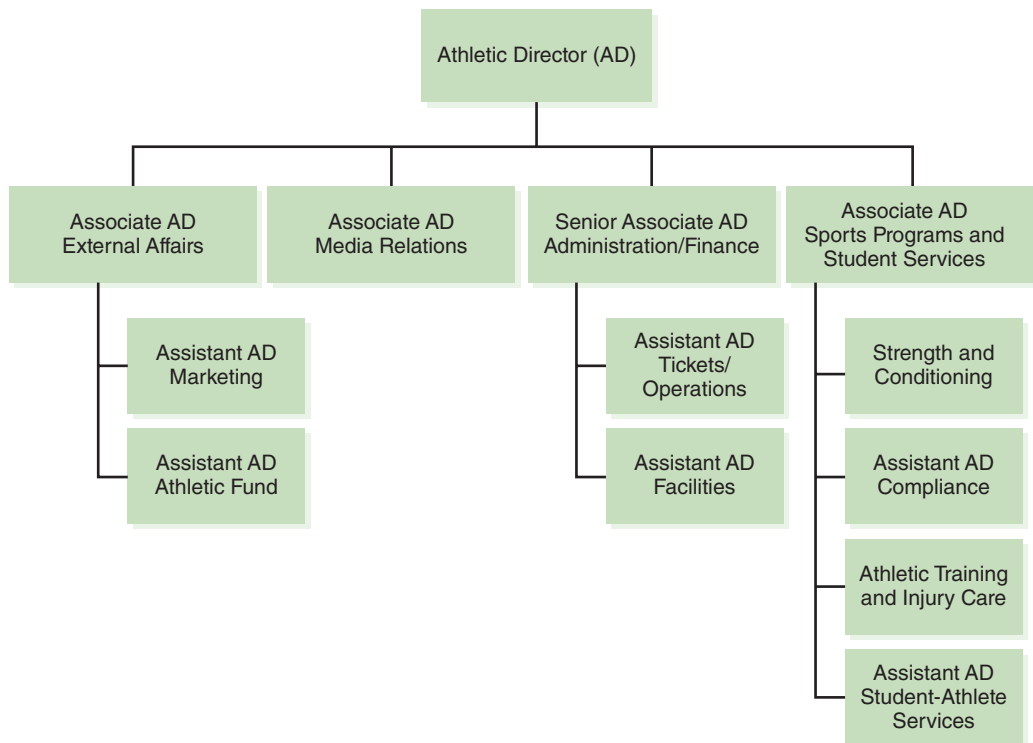 Athletic Director (AD)
Associate AD
External Affairs
Associate AD
Media Relations
Senior Associate AD
Administration/Finance
Associate AD
Sports Programs and
Student Services
Assistant AD
Marketing
Assistant AD
Athletic Fund
Assistant AD
Tickets/
Operations
Assistant AD
Facilities
Strength and
Conditioning
Assistant AD
Compliance
Athletic Training
and Injury Care
Assistant AD
Student-Athlete
Services